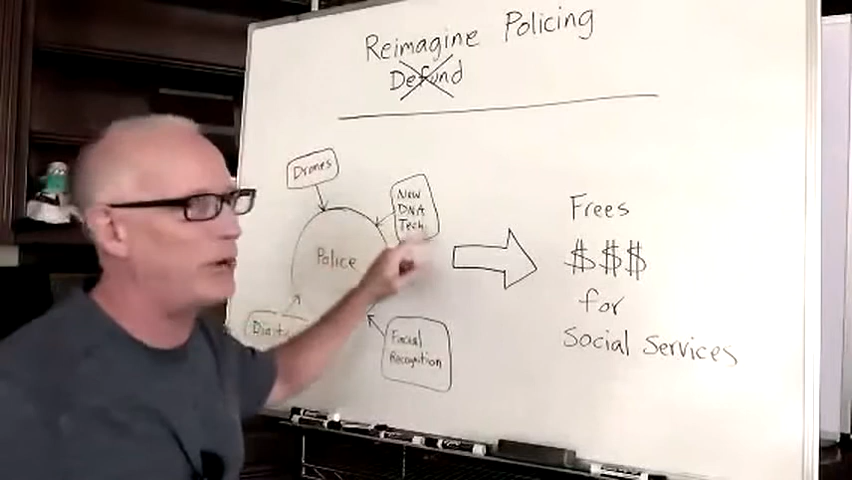 Reimagine Policing
Defund
Drones
New
DNA
Tech
Police
Facial
Recognition
Frees
$$$
for
Social Services